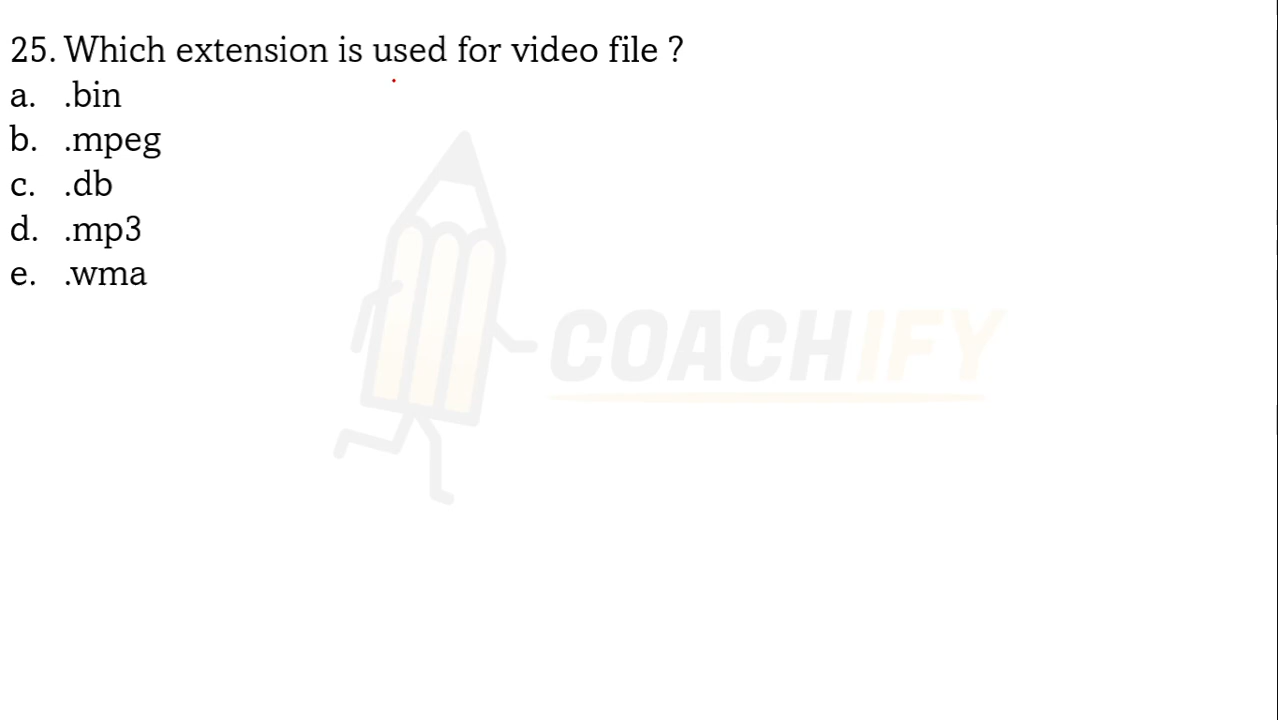 25. Which extension is used for video file ?
a. .bin
b. .mpeg
c. .db
d. .mp3
e. .wma
COACHIFY